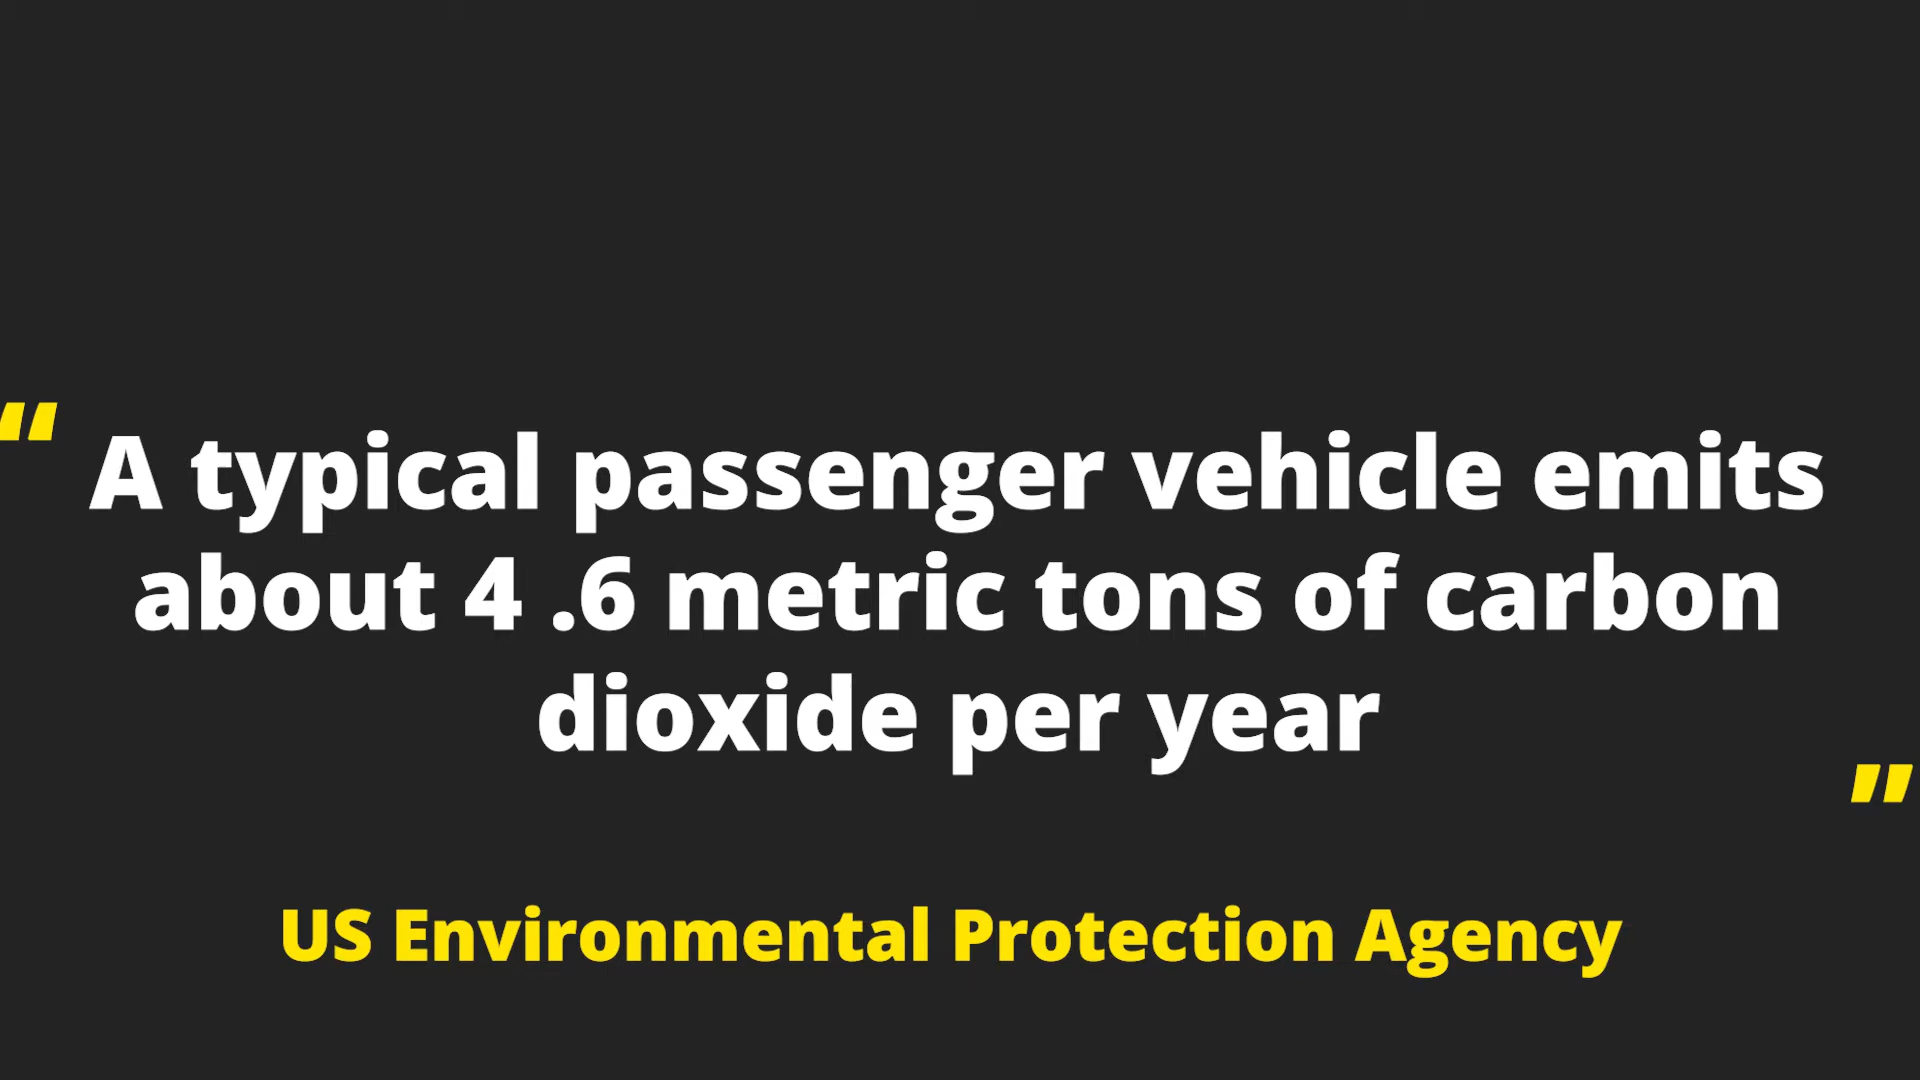 “ A typical passenger vehicle emits
about 4 .6 metric tons of carbon
dioxide per year
”
US Environmental Protection Agency